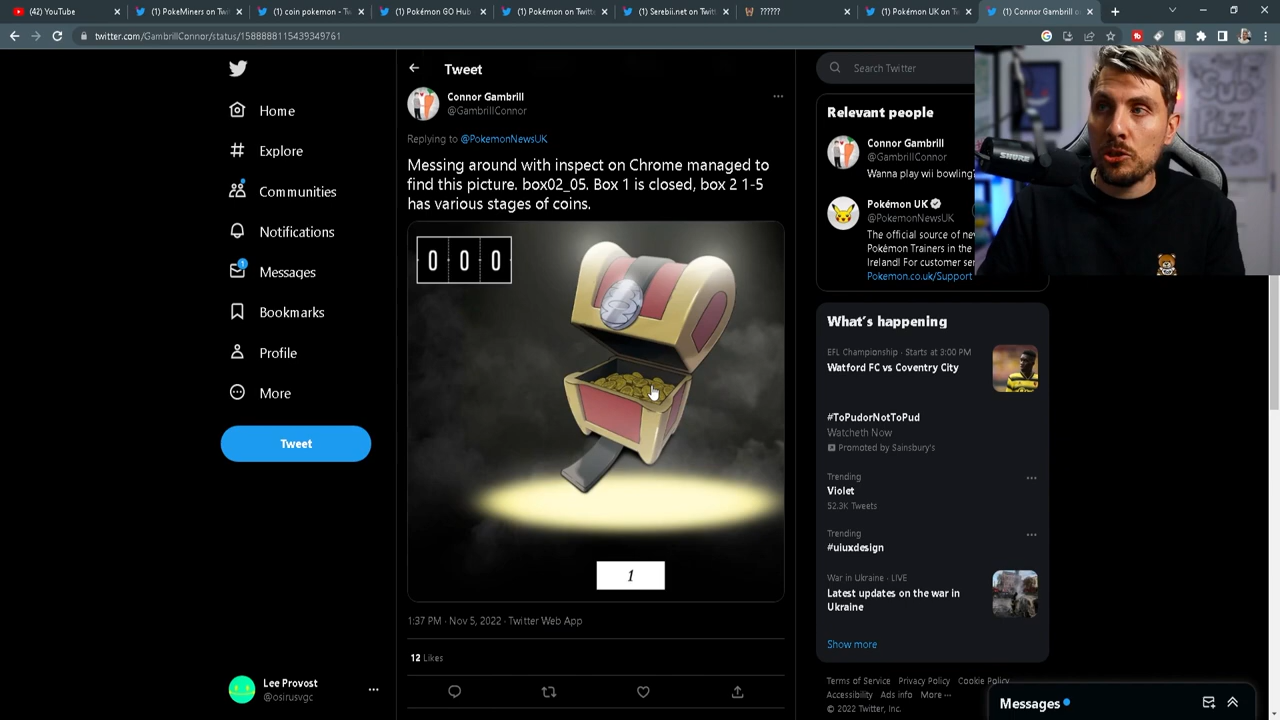 (42) YouTube
(1) PokeMiners on Twi
(1) coin pokemon - Tw
(1) Pokémon GO Hub
(1) Pokémon on Twitt
(1) Serebii.net on Twitt
??????
(1) Pokémon UK on Tw
(1) Connor Gambrill o
twitter.com/GambrillConnor/status/1588888115439349761
Home
Explore
Communities
Notifications
1
Messages
Bookmarks
Profile
More
Tweet
Lee Provost
@osirusvgc
Tweet
Connor Gambrill
@GambrillConnor
Replying to @PokemonNewsUK
Messing around with inspect on Chrome managed to
find this picture. box02_05. Box 1 is closed, box 2 1-5
has various stages of coins.
0 0 0
1
1:37 PM · Nov 5, 2022 · Twitter Web App
12 Likes
Search Twitter
Relevant people
Connor Gambrill
@GambrillConnor
Wanna play wii bowling
Pokémon UK
@PokemonNewsUK
The official source of ne
Pokémon Trainers in the
Ireland! For customer se
Pokemon.co.uk/Support
SHURE
What's happening
EFL Championship · Starts at 3:00 PM
Watford FC vs Coventry City
#ToPudorNotToPud
Watcheth Now
Promoted by Sainsbury's
Trending
Violet
52.3K Tweets
Trending
#uiuxdesign
War in Ukraine · LIVE
Latest updates on the war in
Ukraine
Show more
Terms of Service Privacy Policy Cookie Policy
Accessibility Ads info More
© 2022 Twitter, Inc.
Messages